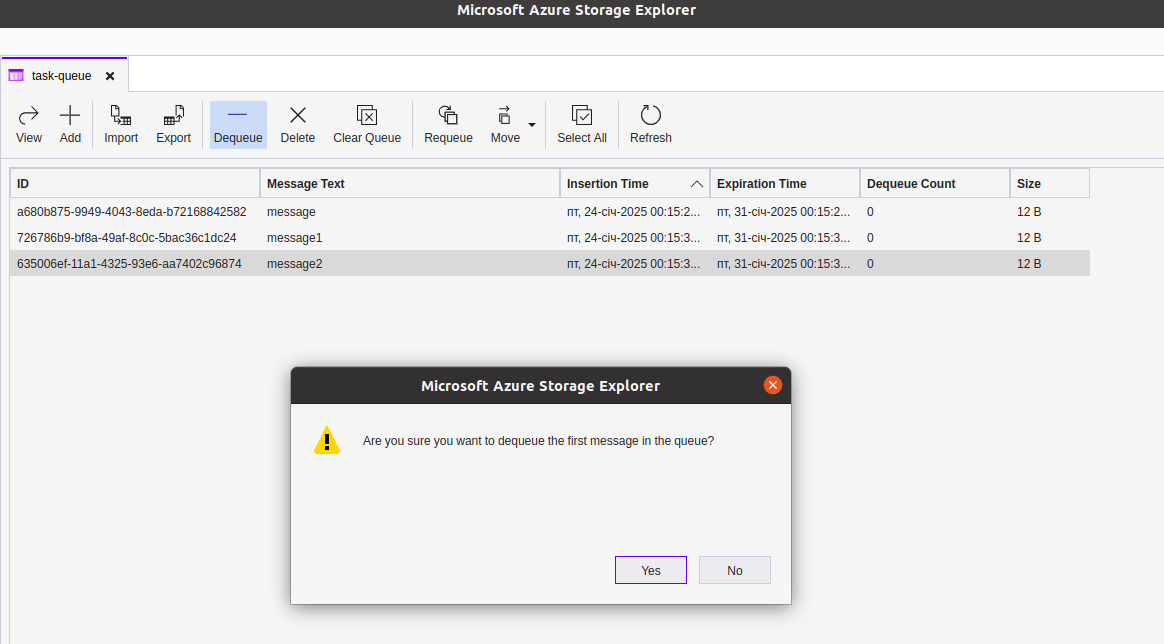 Microsoft Azure Storage Explorer
task-queue
View Add Import Export Dequeue Delete Clear Queue Requeue Move Select All Refresh
ID Message Text Insertion Time Expiration Time Dequeue Count Size
a680b875-9949-4043-8eda-b72168842582 message пт, 24-січ-2025 00:15:2... пт, 31-січ-2025 00:15:2... 0 12 B
726786b9-bf8a-49af-8c0c-5bac36c1dc24 message1 пт, 24-січ-2025 00:15:3... пт, 31-січ-2025 00:15:3... 0 12 B
635006ef-11a1-4325-93e6-aa7402c96874 message2 пт, 24-січ-2025 00:15:3... пт, 31-січ-2025 00:15:3... 0 12 B
Microsoft Azure Storage Explorer
Are you sure you want to dequeue the first message in the queue?
Yes No